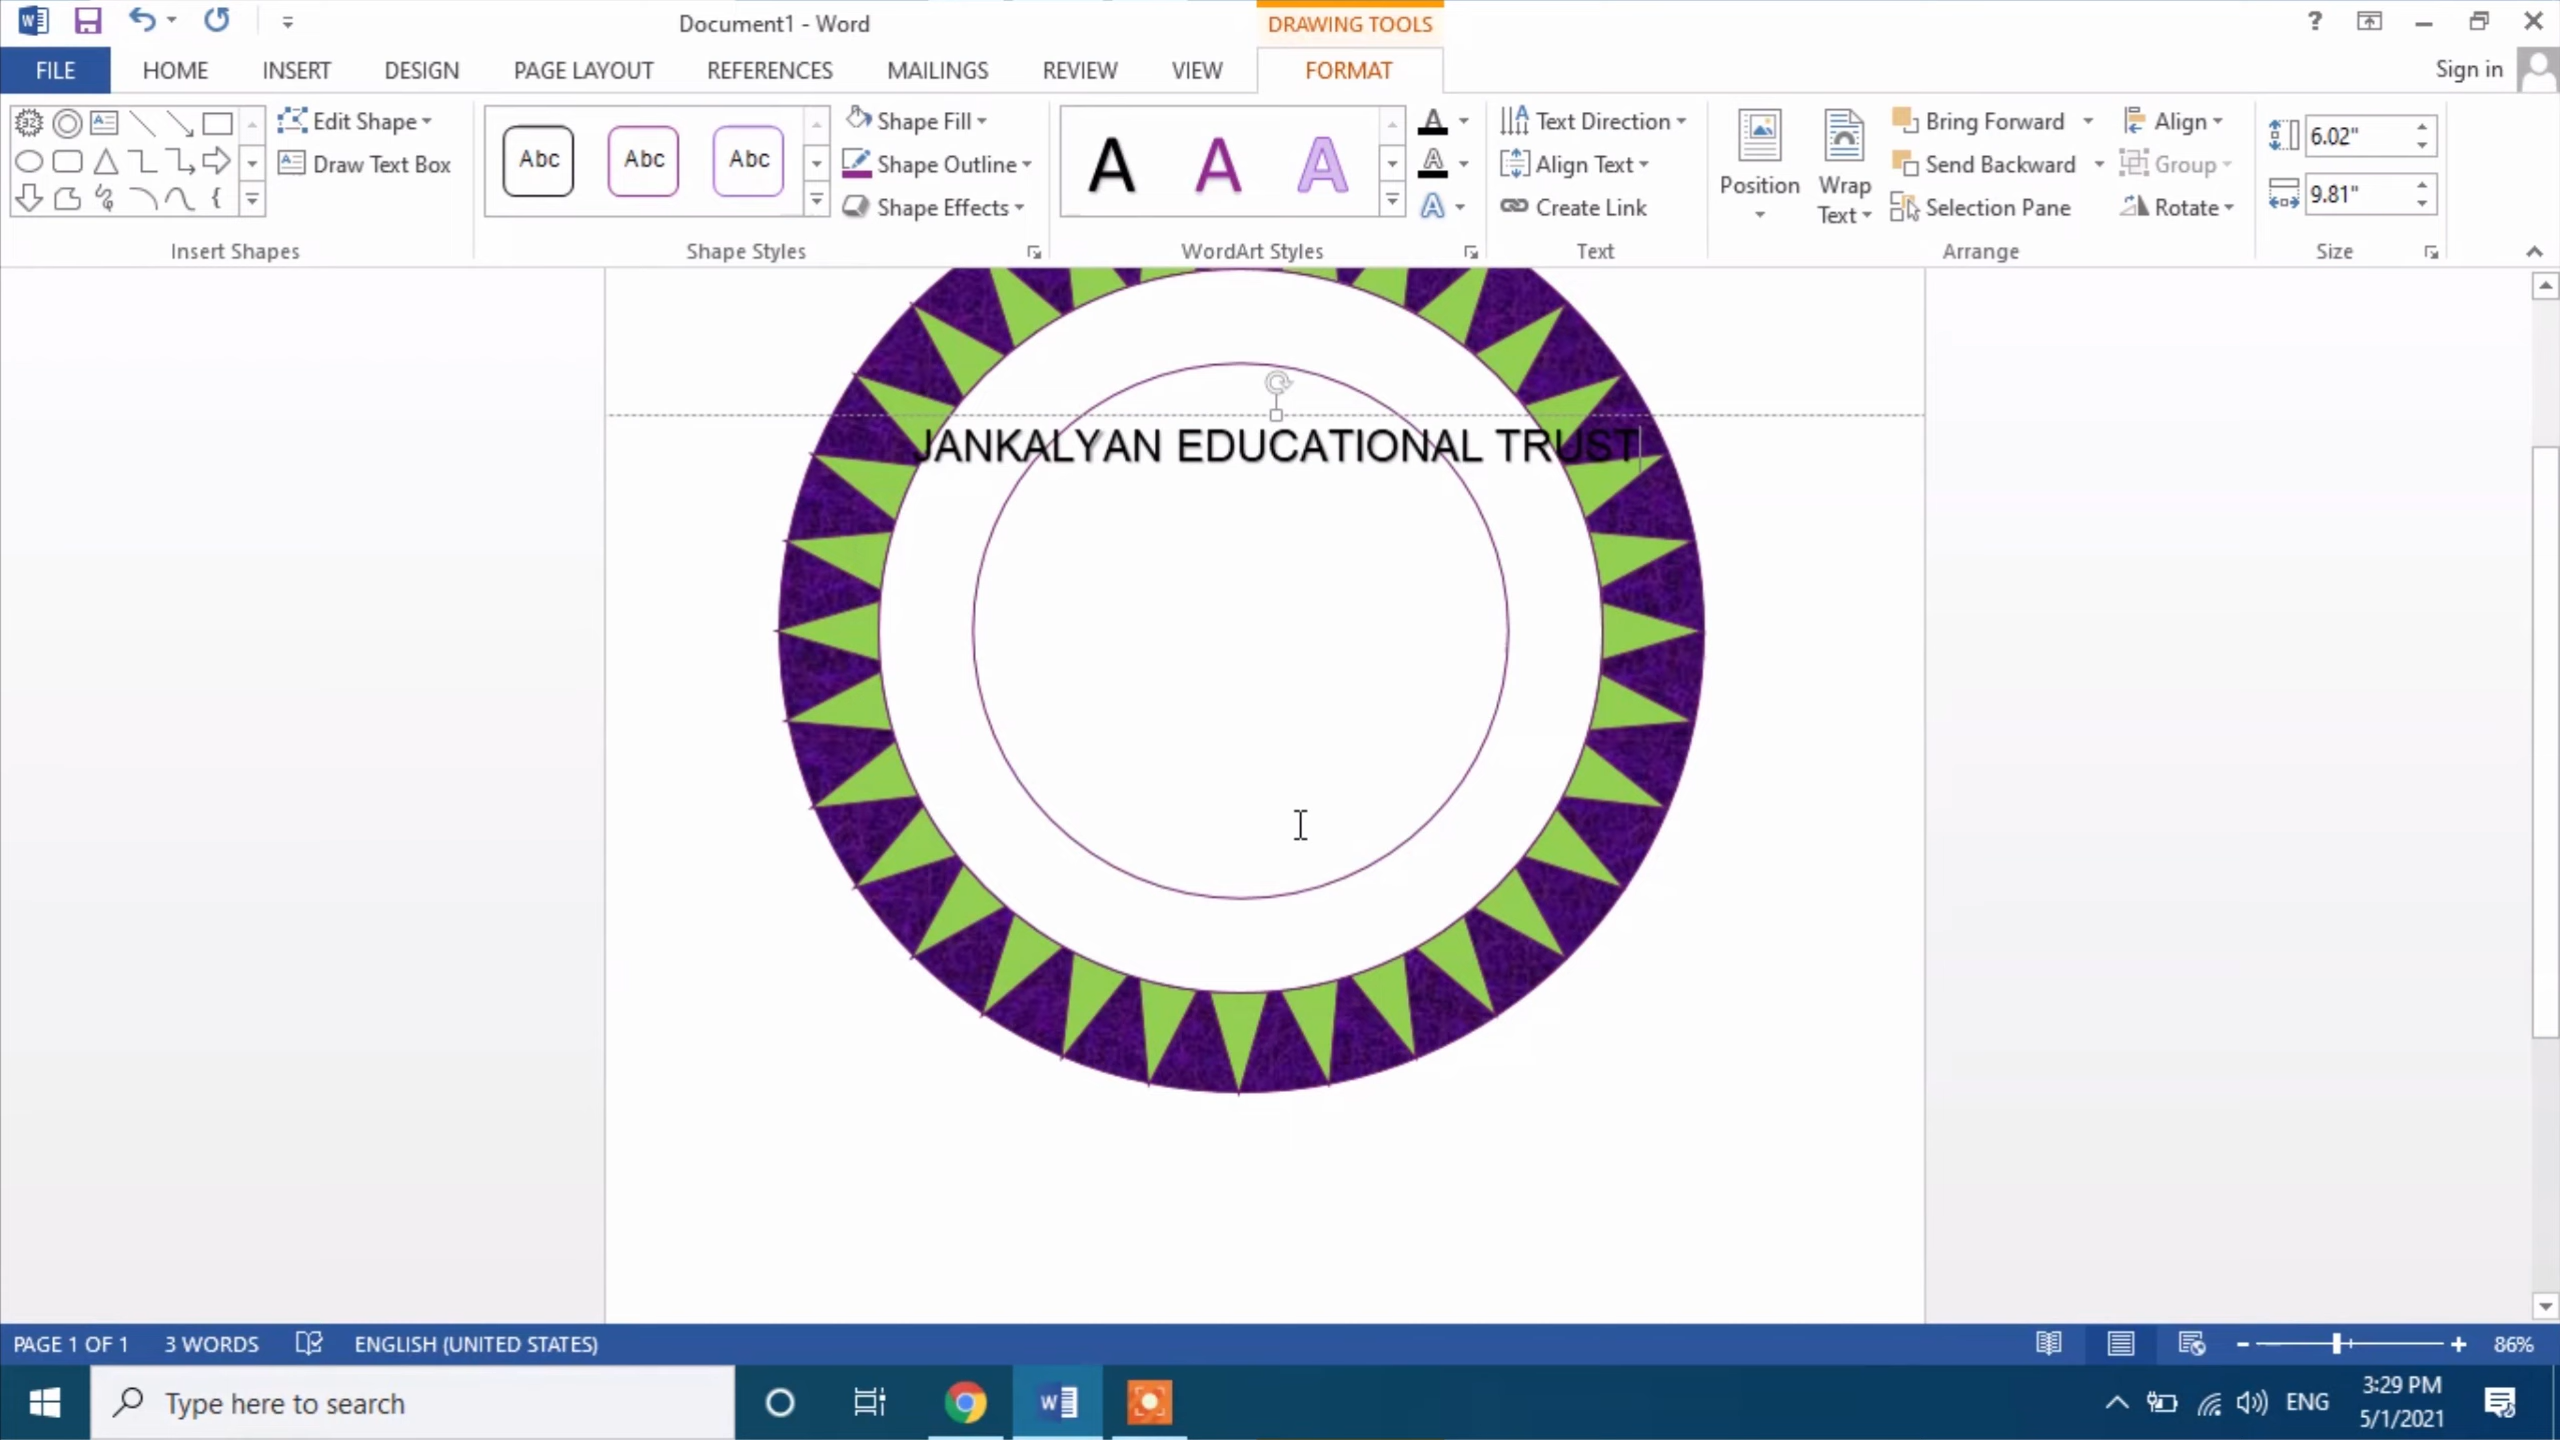 Document1 - Word
DRAWING TOOLS
?
FILE
HOME
INSERT
DESIGN
PAGE LAYOUT
REFERENCES
MAILINGS
REVIEW
VIEW
FORMAT
Sign in
Edit Shape
Draw Text Box
Insert Shapes
Abc
Abc
Abc
Shape Fill
Shape Outline
Shape Effects
Shape Styles
A
A
A
A
A
A
WordArt Styles
Text Direction
Align Text
Create Link
Text
Position
Wrap
Text
Bring Forward
Send Backward
Selection Pane
Align
Group
Rotate
Arrange
6.02"
9.81"
Size
JANKALYAN EDUCATIONAL TRUST
PAGE 1 OF 1
3 WORDS
ENGLISH (UNITED STATES)
86%
Type here to search
ENG
3:29 PM
5/1/2021